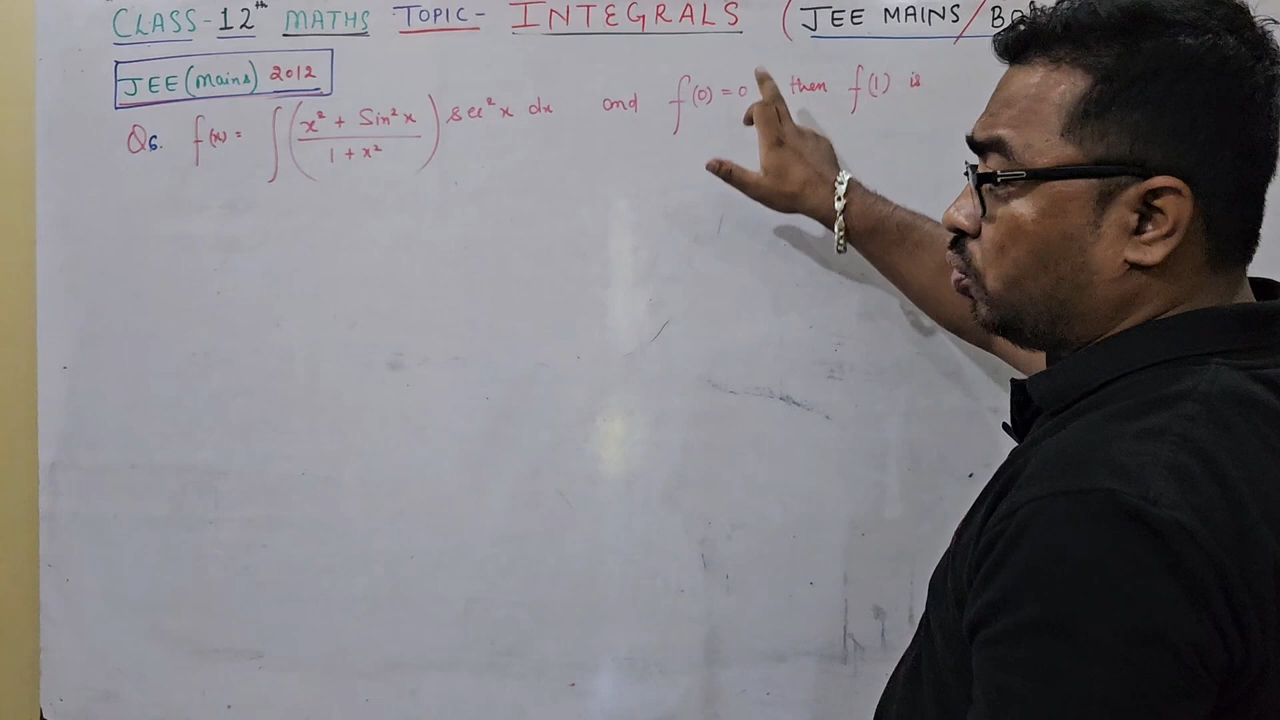 CLASS-12th MATHS TOPIC- INTEGRALS (JEE MAINS/
JEE(Mains) 2012
Q6. f(x) = ∫((x² + Sin²x)/(1 + x²)) sec²x dx and f(0) = 0 then f(1) is